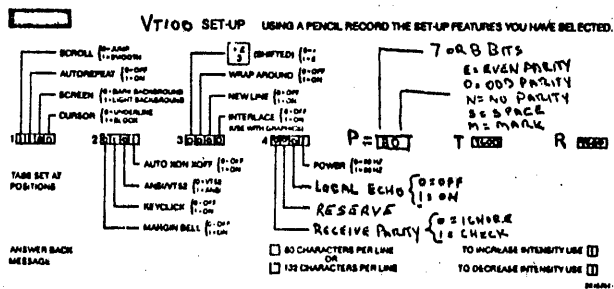 VT100 SET-UP USING A PENCIL RECORD THE SET-UP FEATURES YOU HAVE SELECTED.
SCROLL 0=JUMP 1=SMOOTH
AUTOREPEAT 0=OFF 1=ON
SCREEN 0=DARK BACKGROUND 1=LIGHT BACKGROUND
CURSOR 0=UNDERLINE 1=BLOCK
3 (SHIFTED)
WRAP AROUND 0=OFF 1=ON
NEW LINE 0=OFF 1=ON
INTERLACE 0=OFF 1=ON
(USE WITH GRAPHICS)
7 OR 8 BITS
E=EVEN PARITY
O=ODD PARITY
N=NO PARITY
S=SPACE
M=MARK
1 2 3 4 P= T R
TABS SET AT
POSITIONS
AUTO XON XOFF 0=OFF 1=ON
ANSI/VT52 0=VT52 1=ANSI
KEYCLICK 0=OFF 1=ON
MARGIN BELL 0=OFF 1=ON
POWER 0=60 HZ 1=50 HZ
LOCAL ECHO 0=OFF 1=ON
RESERVE
RECEIVE PARITY 0=IGNORE 1=CHECK
ANSWER BACK
MESSAGE
80 CHARACTERS PER LINE
OR
132 CHARACTERS PER LINE
TO INCREASE INTENSITY USE
TO DECREASE INTENSITY USE